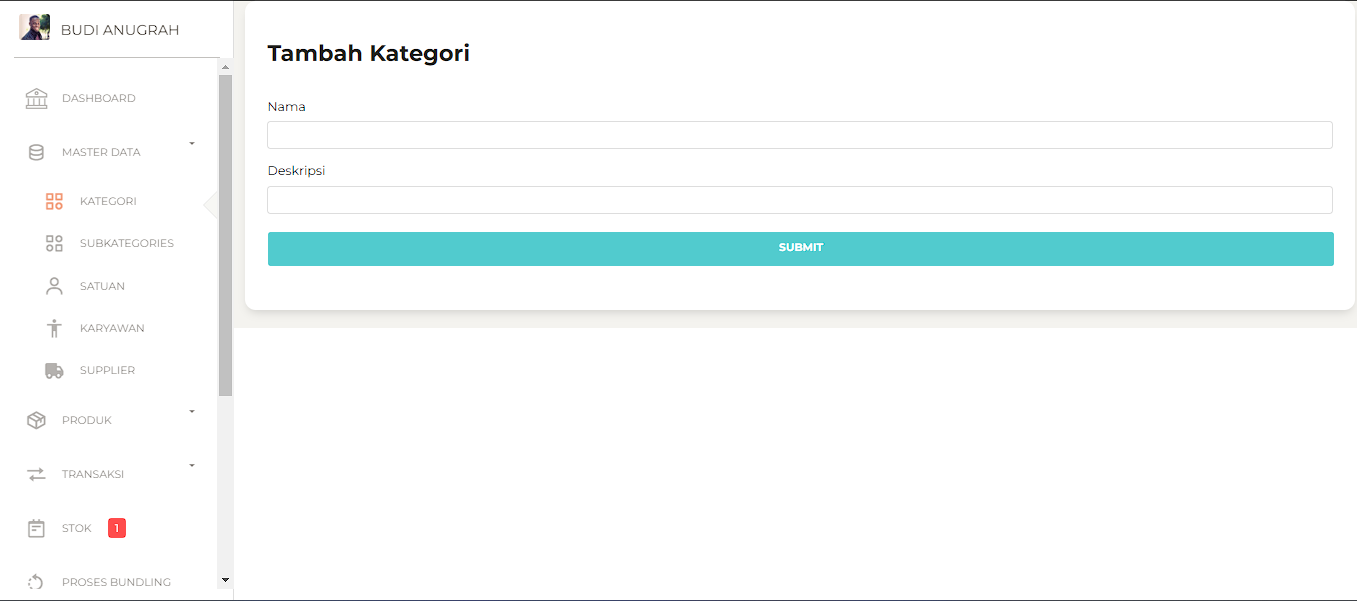 BUDI ANUGRAH
DASHBOARD
MASTER DATA
KATEGORI
SUBKATEGORIES
SATUAN
KARYAWAN
SUPPLIER
PRODUK
TRANSAKSI
STOK 1
PROSES BUNDLING
Tambah Kategori
Nama
Deskripsi
SUBMIT